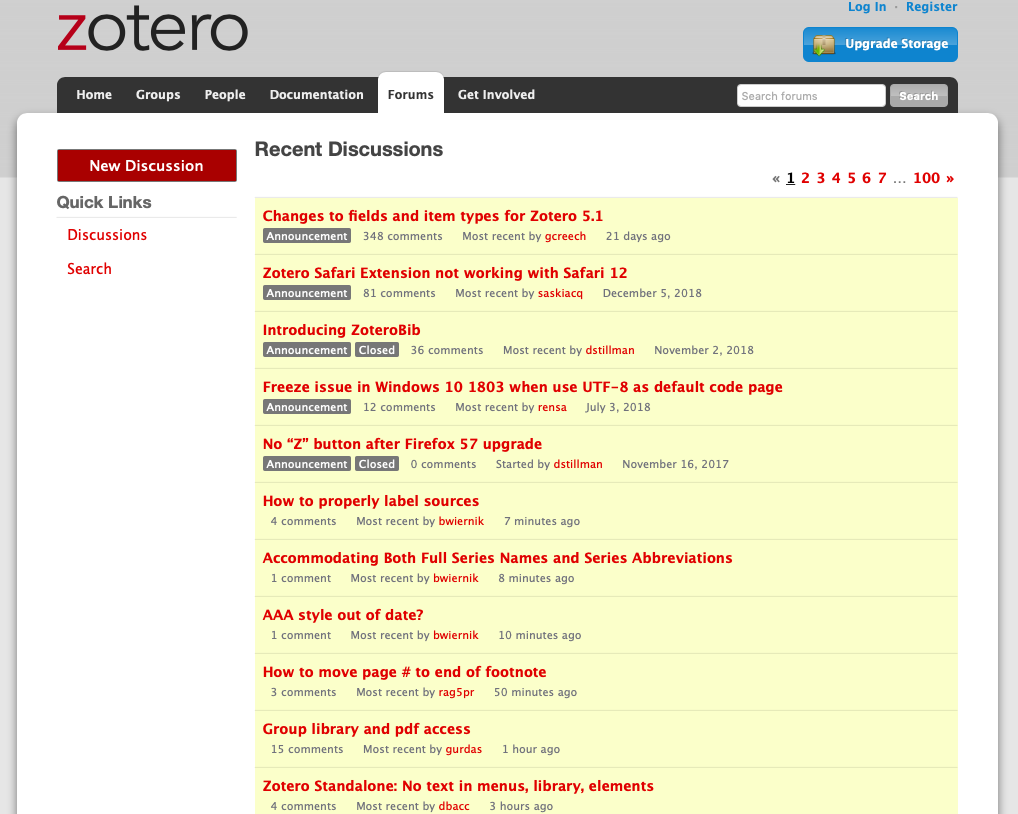 zotero
Log In · Register
Upgrade Storage
Home Groups People Documentation Forums Get Involved Search forums Search
New Discussion
Quick Links
Discussions
Search
Recent Discussions
« 1 2 3 4 5 6 7 … 100 »
Changes to fields and item types for Zotero 5.1
Announcement 348 comments Most recent by gcreech 21 days ago
Zotero Safari Extension not working with Safari 12
Announcement 81 comments Most recent by saskiacq December 5, 2018
Introducing ZoteroBib
Announcement Closed 36 comments Most recent by dstillman November 2, 2018
Freeze issue in Windows 10 1803 when use UTF-8 as default code page
Announcement 12 comments Most recent by rensa July 3, 2018
No “Z” button after Firefox 57 upgrade
Announcement Closed 0 comments Started by dstillman November 16, 2017
How to properly label sources
4 comments Most recent by bwiernik 7 minutes ago
Accommodating Both Full Series Names and Series Abbreviations
1 comment Most recent by bwiernik 8 minutes ago
AAA style out of date?
1 comment Most recent by bwiernik 10 minutes ago
How to move page # to end of footnote
3 comments Most recent by rag5pr 50 minutes ago
Group library and pdf access
15 comments Most recent by gurdas 1 hour ago
Zotero Standalone: No text in menus, library, elements
4 comments Most recent by dbacc 3 hours ago